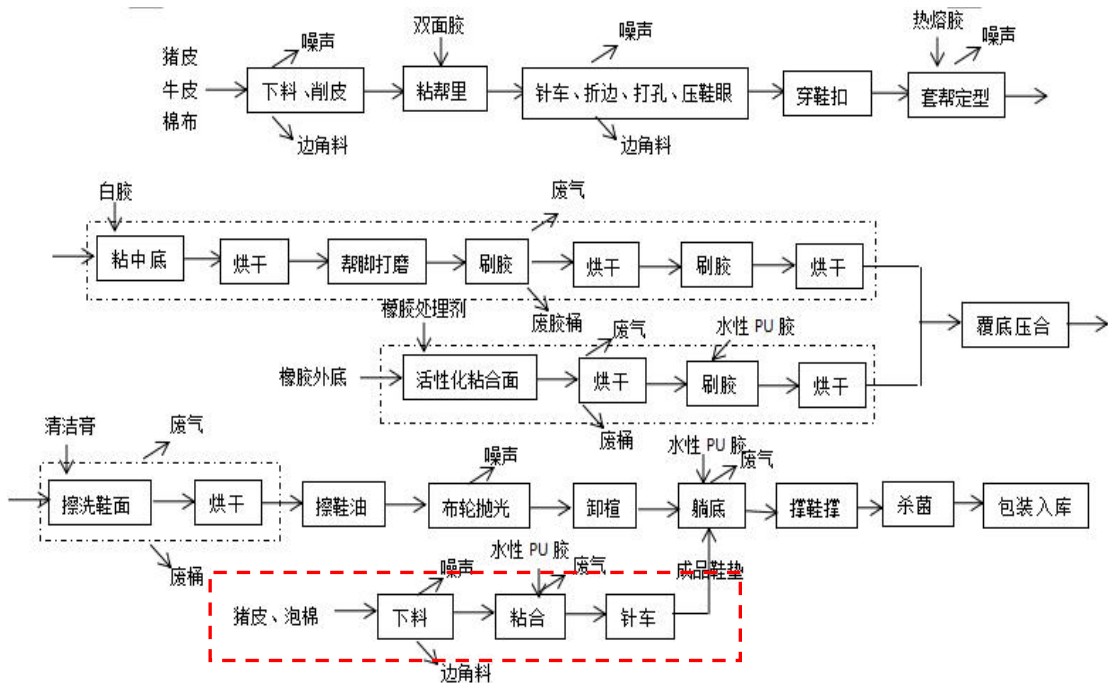 双面胶
热熔胶
噪声
噪声
噪声
猪皮
牛皮
棉布
下料、削皮
粘帮里
针车、折边、打孔、压鞋眼
穿鞋扣
套帮定型
边角料
边角料
白胶
废气
粘中底
烘干
帮脚打磨
刷胶
烘干
刷胶
烘干
橡胶处理剂
废胶桶
废气
水性 PU 胶
覆底压合
橡胶外底
活性化粘合面
烘干
刷胶
烘干
清洁膏
废气
废桶
水性 PU 胶
噪声
废气
擦洗鞋面
烘干
擦鞋油
布轮抛光
卸楦
躺底
撑鞋撑
杀菌
包装入库
废桶
水性 PU 胶
噪声
废气
成品鞋垫
猪皮、泡棉
下料
粘合
针车
边角料